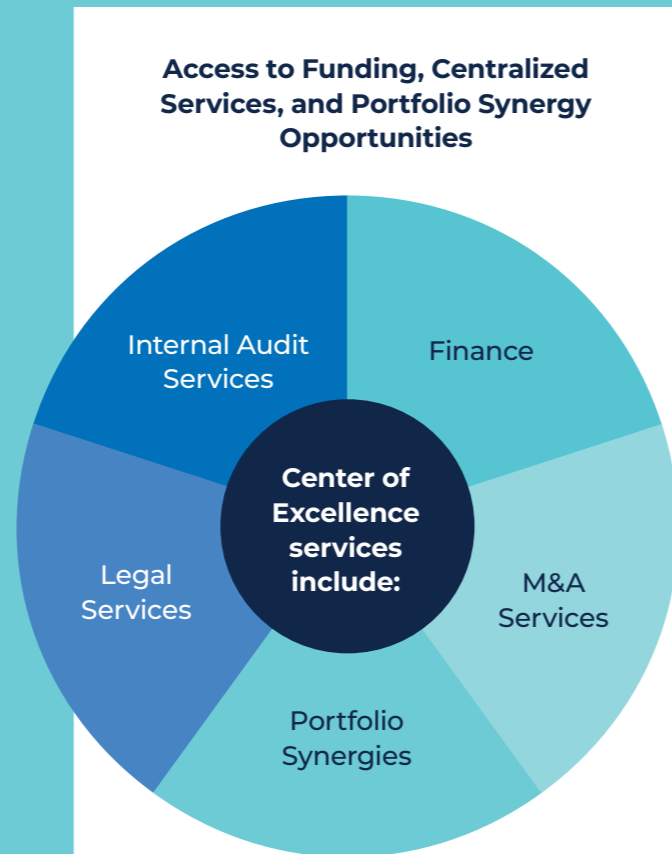 Access to Funding, Centralized
Services, and Portfolio Synergy
Opportunities
Internal Audit
Services
Finance
Center of
Excellence
services
include:
Legal
Services
M&A
Services
Portfolio
Synergies